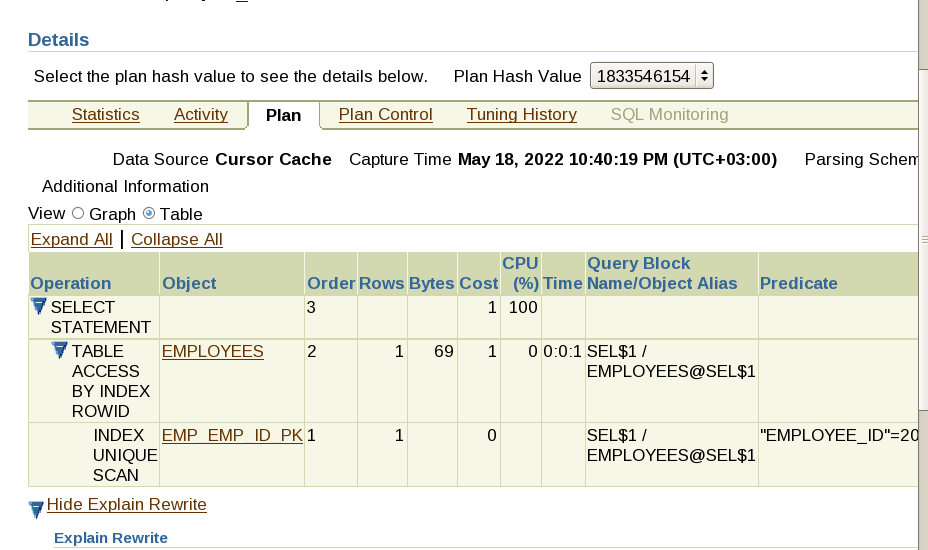 Details
Select the plan hash value to see the details below. Plan Hash Value 1833546154
Statistics Activity Plan Plan Control Tuning History SQL Monitoring
Data Source Cursor Cache Capture Time May 18, 2022 10:40:19 PM (UTC+03:00) Parsing Schem
Additional Information
View Graph Table
Expand All | Collapse All
CPU Query Block
Operation Object Order Rows Bytes Cost (%) Time Name/Object Alias Predicate
SELECT 3 1 100
STATEMENT
TABLE EMPLOYEES 2 1 69 1 0 0:0:1 SEL$1 /
ACCESS EMPLOYEES@SEL$1
BY INDEX
ROWID
INDEX EMP_EMP_ID_PK 1 1 0 SEL$1 / "EMPLOYEE_ID"=20
UNIQUE EMPLOYEES@SEL$1
SCAN
Hide Explain Rewrite
Explain Rewrite